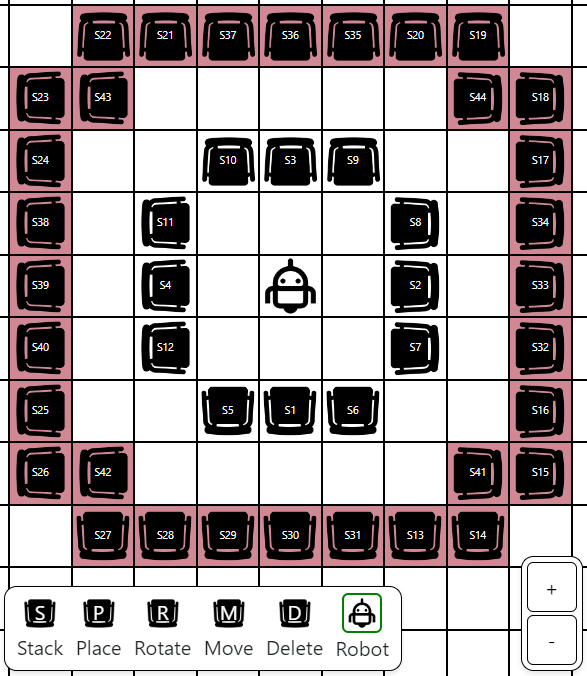 S22 S21 S37 S36 S35 S20 S19
S23 S43 S44 S18
S24 S10 S3 S9 S17
S38 S11 S8 S34
S39 S4 S2 S33
S40 S12 S7 S32
S25 S5 S1 S6 S16
S26 S42 S41 S15
S27 S28 S29 S30 S31 S13 S14
S P R M D
Stack Place Rotate Move Delete Robot
+
-